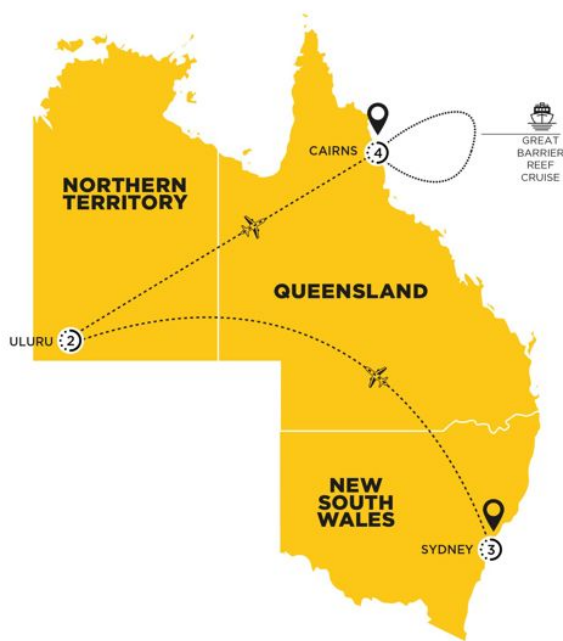 CAIRNS
4
GREAT
BARRIER
REEF
CRUISE
NORTHERN
TERRITORY
QUEENSLAND
ULURU
2
NEW
SOUTH
WALES
SYDNEY
3